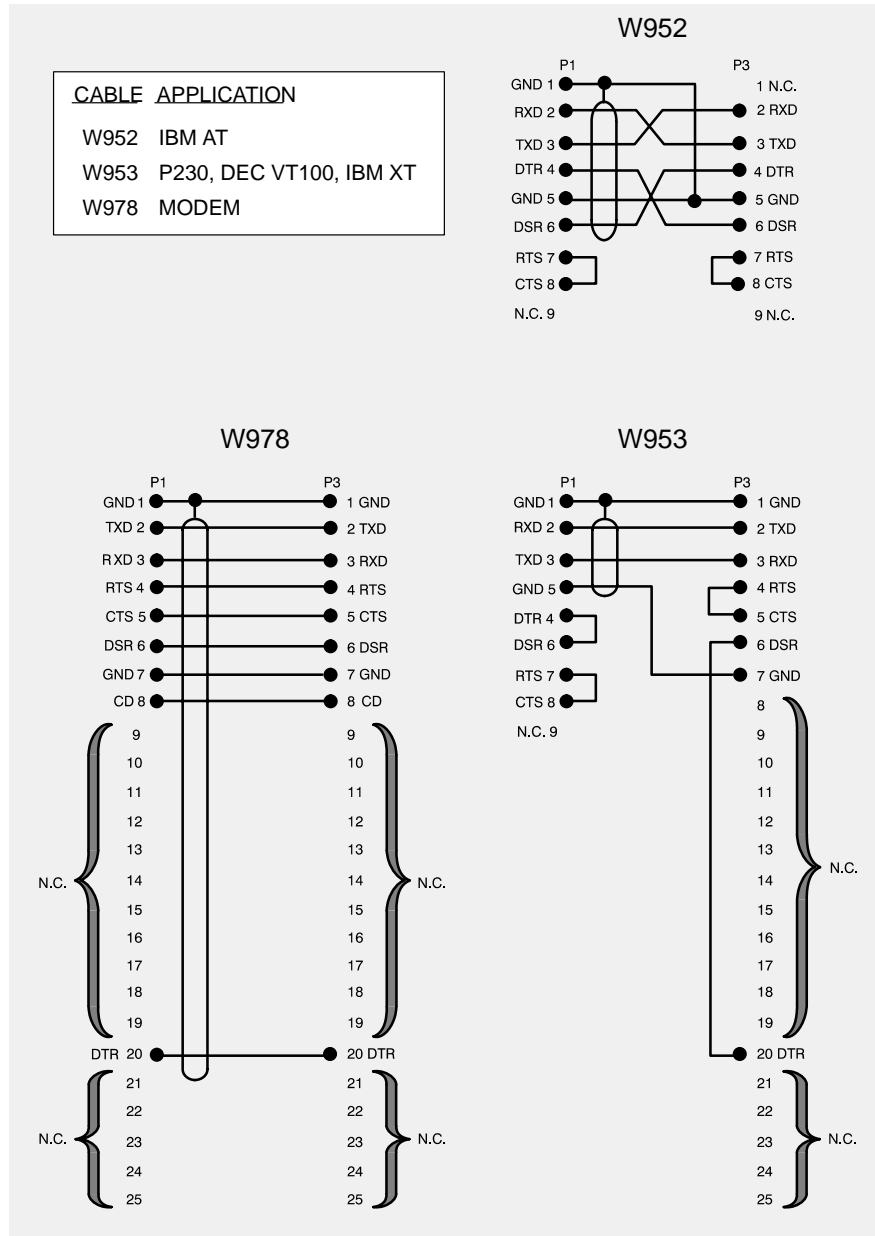 W952
CABLE APPLICATION
W952 IBM AT
W953 P230, DEC VT100, IBM XT
W978 MODEM
P1 P3
GND 1 1 N.C.
RXD 2 2 RXD
TXD 3 3 TXD
DTR 4 4 DTR
GND 5 5 GND
DSR 6 6 DSR
RTS 7 7 RTS
CTS 8 8 CTS
N.C. 9 9 N.C.
W978
P1 P3
GND 1 1 GND
TXD 2 2 TXD
RXD 3 3 RXD
RTS 4 4 RTS
CTS 5 5 CTS
DSR 6 6 DSR
GND 7 7 GND
CD 8 8 CD
9 9
10 10
11 11
12 12
13 13
N.C. 14 14 N.C.
15 15
16 16
17 17
18 18
19 19
DTR 20 20 DTR
21 21
22 22
N.C. 23 23 N.C.
24 24
25 25
W953
P1 P3
GND 1 1 GND
RXD 2 2 TXD
TXD 3 3 RXD
GND 5 4 RTS
DTR 4 5 CTS
DSR 6 6 DSR
RTS 7 7 GND
CTS 8 8
N.C. 9 9
10
11
12
13
14 N.C.
15
16
17
18
19
20 DTR
21
22
23 N.C.
24
25